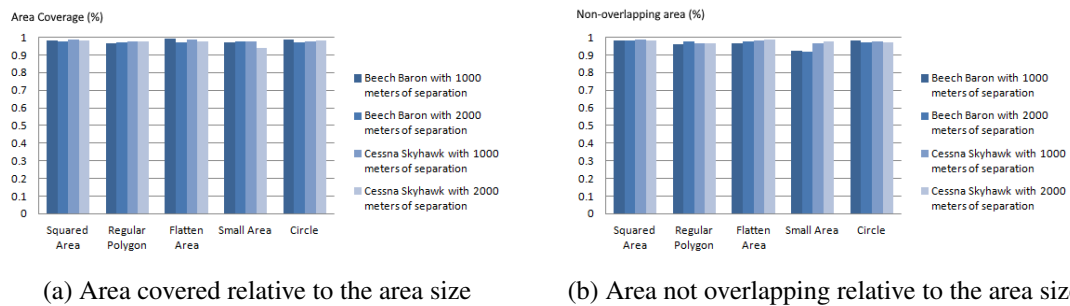 Area Coverage (%)
1
0.9
0.8
0.7
0.6
0.5
0.4
0.3
0.2
0.1
0
Squared
Area
Regular
Polygon
Flatten
Area
Small Area
Circle
Beech Baron with 1000
meters of separation
Beech Baron with 2000
meters of separation
Cessna Skyhawk with 1000
meters of separation
Cessna Skyhawk with 2000
meters of separation
(a) Area covered relative to the area size
Non-overlapping area (%)
1
0.9
0.8
0.7
0.6
0.5
0.4
0.3
0.2
0.1
0
Squared
Area
Regular
Polygon
Flatten
Area
Small Area
Circle
Beech Baron with 1000
meters of separation
Beech Baron with 2000
meters of separation
Cessna Skyhawk with 1000
meters of separation
Cessna Skyhawk with 2000
meters of separation
(b) Area not overlapping relative to the area siz